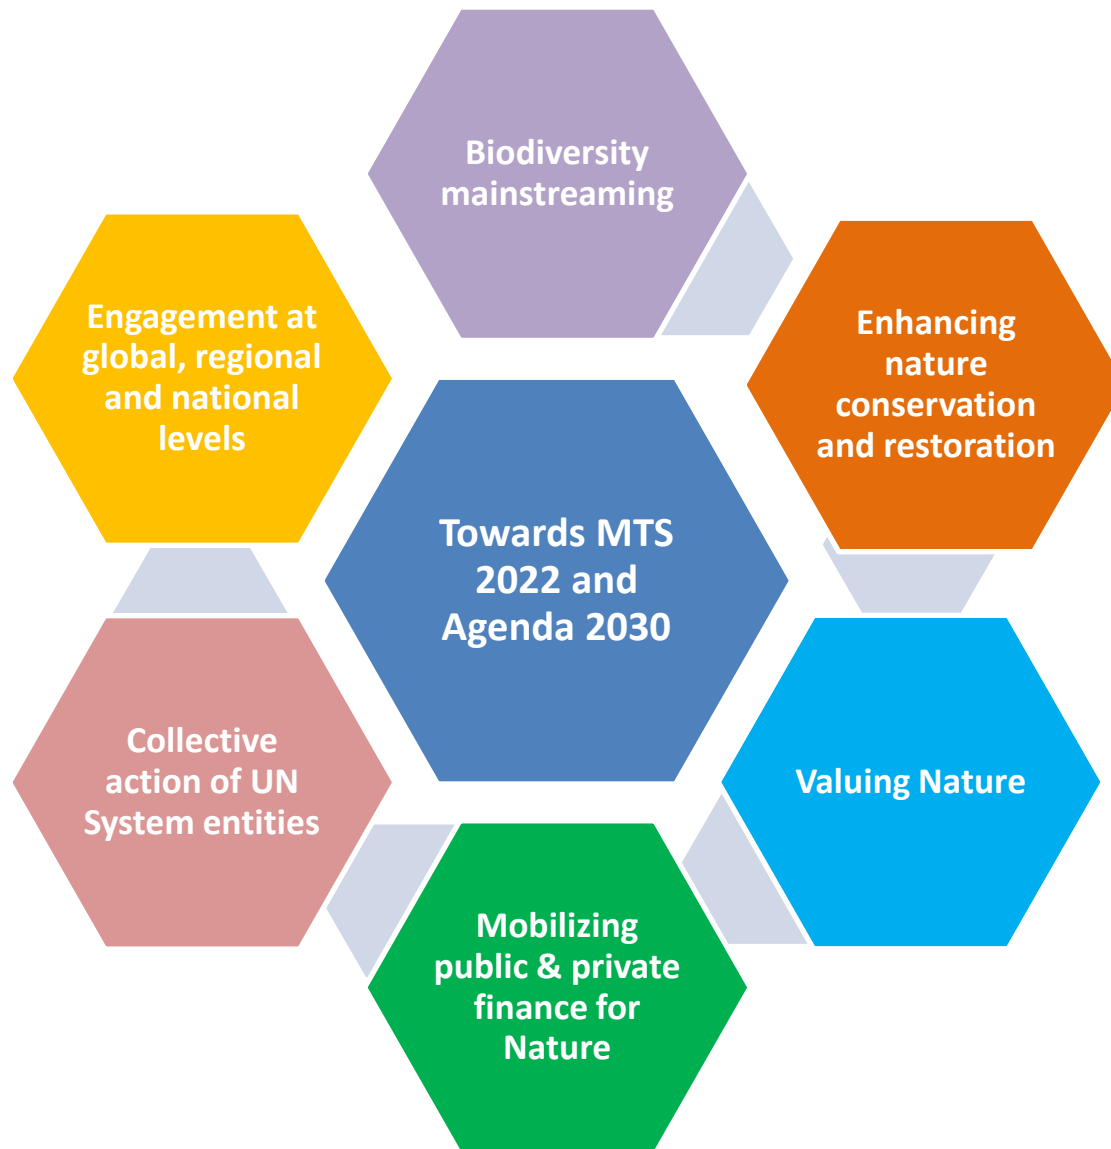 Biodiversity
mainstreaming
Enhancing
nature
conservation
and restoration
Valuing Nature
Mobilizing
public & private
finance for
Nature
Collective
action of UN
System entities
Engagement at
global, regional
and national
levels
Towards MTS
2022 and
Agenda 2030